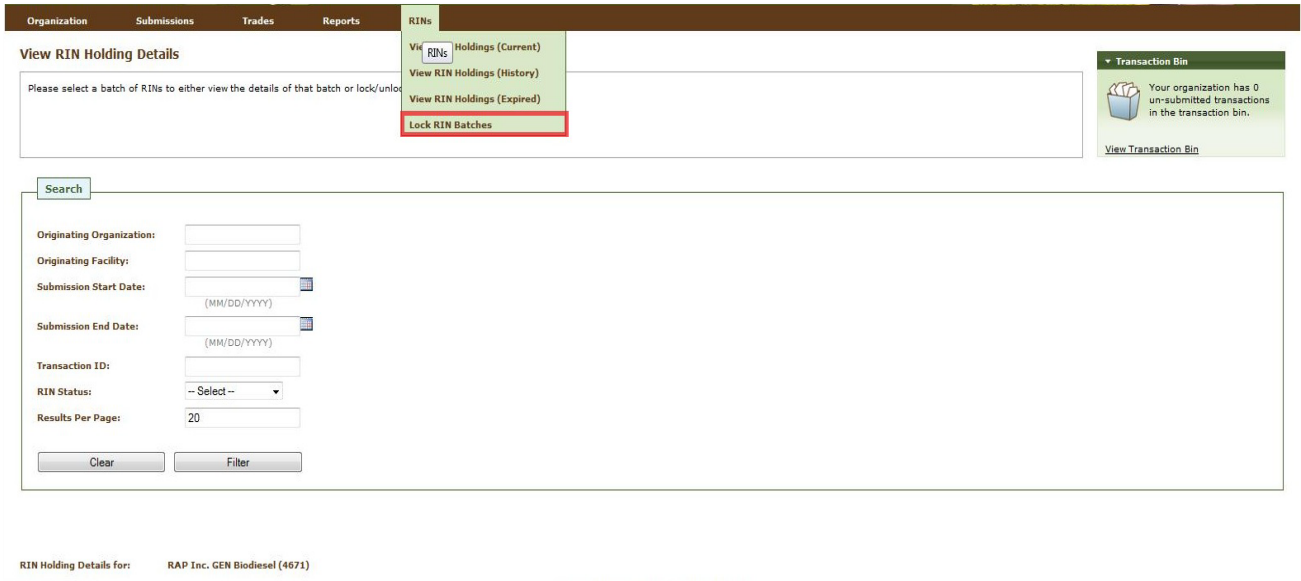 Organization Submissions Trades Reports RINs
View RIN Holding Details
Vie Holdings (Current)
RINs
View RIN Holdings (History)
View RIN Holdings (Expired)
Lock RIN Batches
Please select a batch of RINs to either view the details of that batch or lock/unloc
Transaction Bin
Your organization has 0
un-submitted transactions
in the transaction bin.
View Transaction Bin
Search
Originating Organization:
Originating Facility:
Submission Start Date:
(MM/DD/YYYY)
Submission End Date:
(MM/DD/YYYY)
Transaction ID:
RIN Status: -- Select --
Results Per Page: 20
Clear Filter
RIN Holding Details for: RAP Inc. GEN Biodiesel (4671)